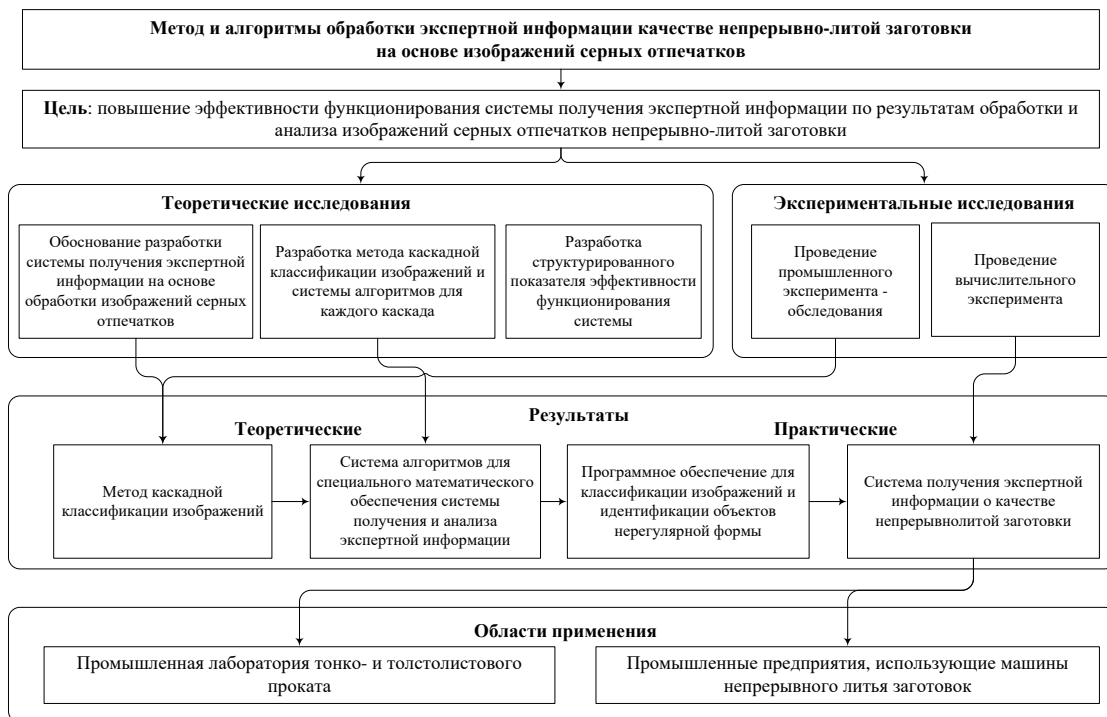 Метод и алгоритмы обработки экспертной информации качестве непрерывно-литой заготовки
на основе изображений серных отпечатков
Цель: повышение эффективности функционирования системы получения экспертной информации по результатам обработки и
анализа изображений серных отпечатков непрерывно-литой заготовки
Теоретические исследования
Обоснование разработки
системы получения экспертной
информации на основе
обработки изображений серных
отпечатков
Разработка метода каскадной
классификации изображений и
системы алгоритмов для
каждого каскада
Разработка
структурированного
показателя эффективности
функционирования
системы
Экспериментальные исследования
Проведение
промышленного
эксперимента -
обследования
Проведение
вычислительного
эксперимента
Результаты
Теоретические
Практические
Метод каскадной
классификации изображений
Система алгоритмов для
специального математического
обеспечения системы
получения и анализа
экспертной информации
Программное обеспечение для
классификации изображений и
идентификации объектов
нерегулярной формы
Система получения экспертной
информации о качестве
непрерывнолитой заготовки
Области применения
Промышленная лаборатория тонко- и толстолистового
проката
Промышленные предприятия, использующие машины
непрерывного литья заготовок